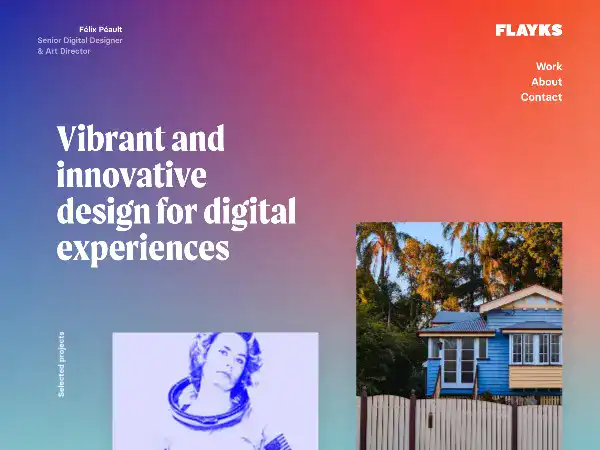 Félix Péault
Senior Digital Designer
& Art Director
FLAYKS
Work
About
Contact
Vibrant and
innovative
design for digital
experiences
Selected projects